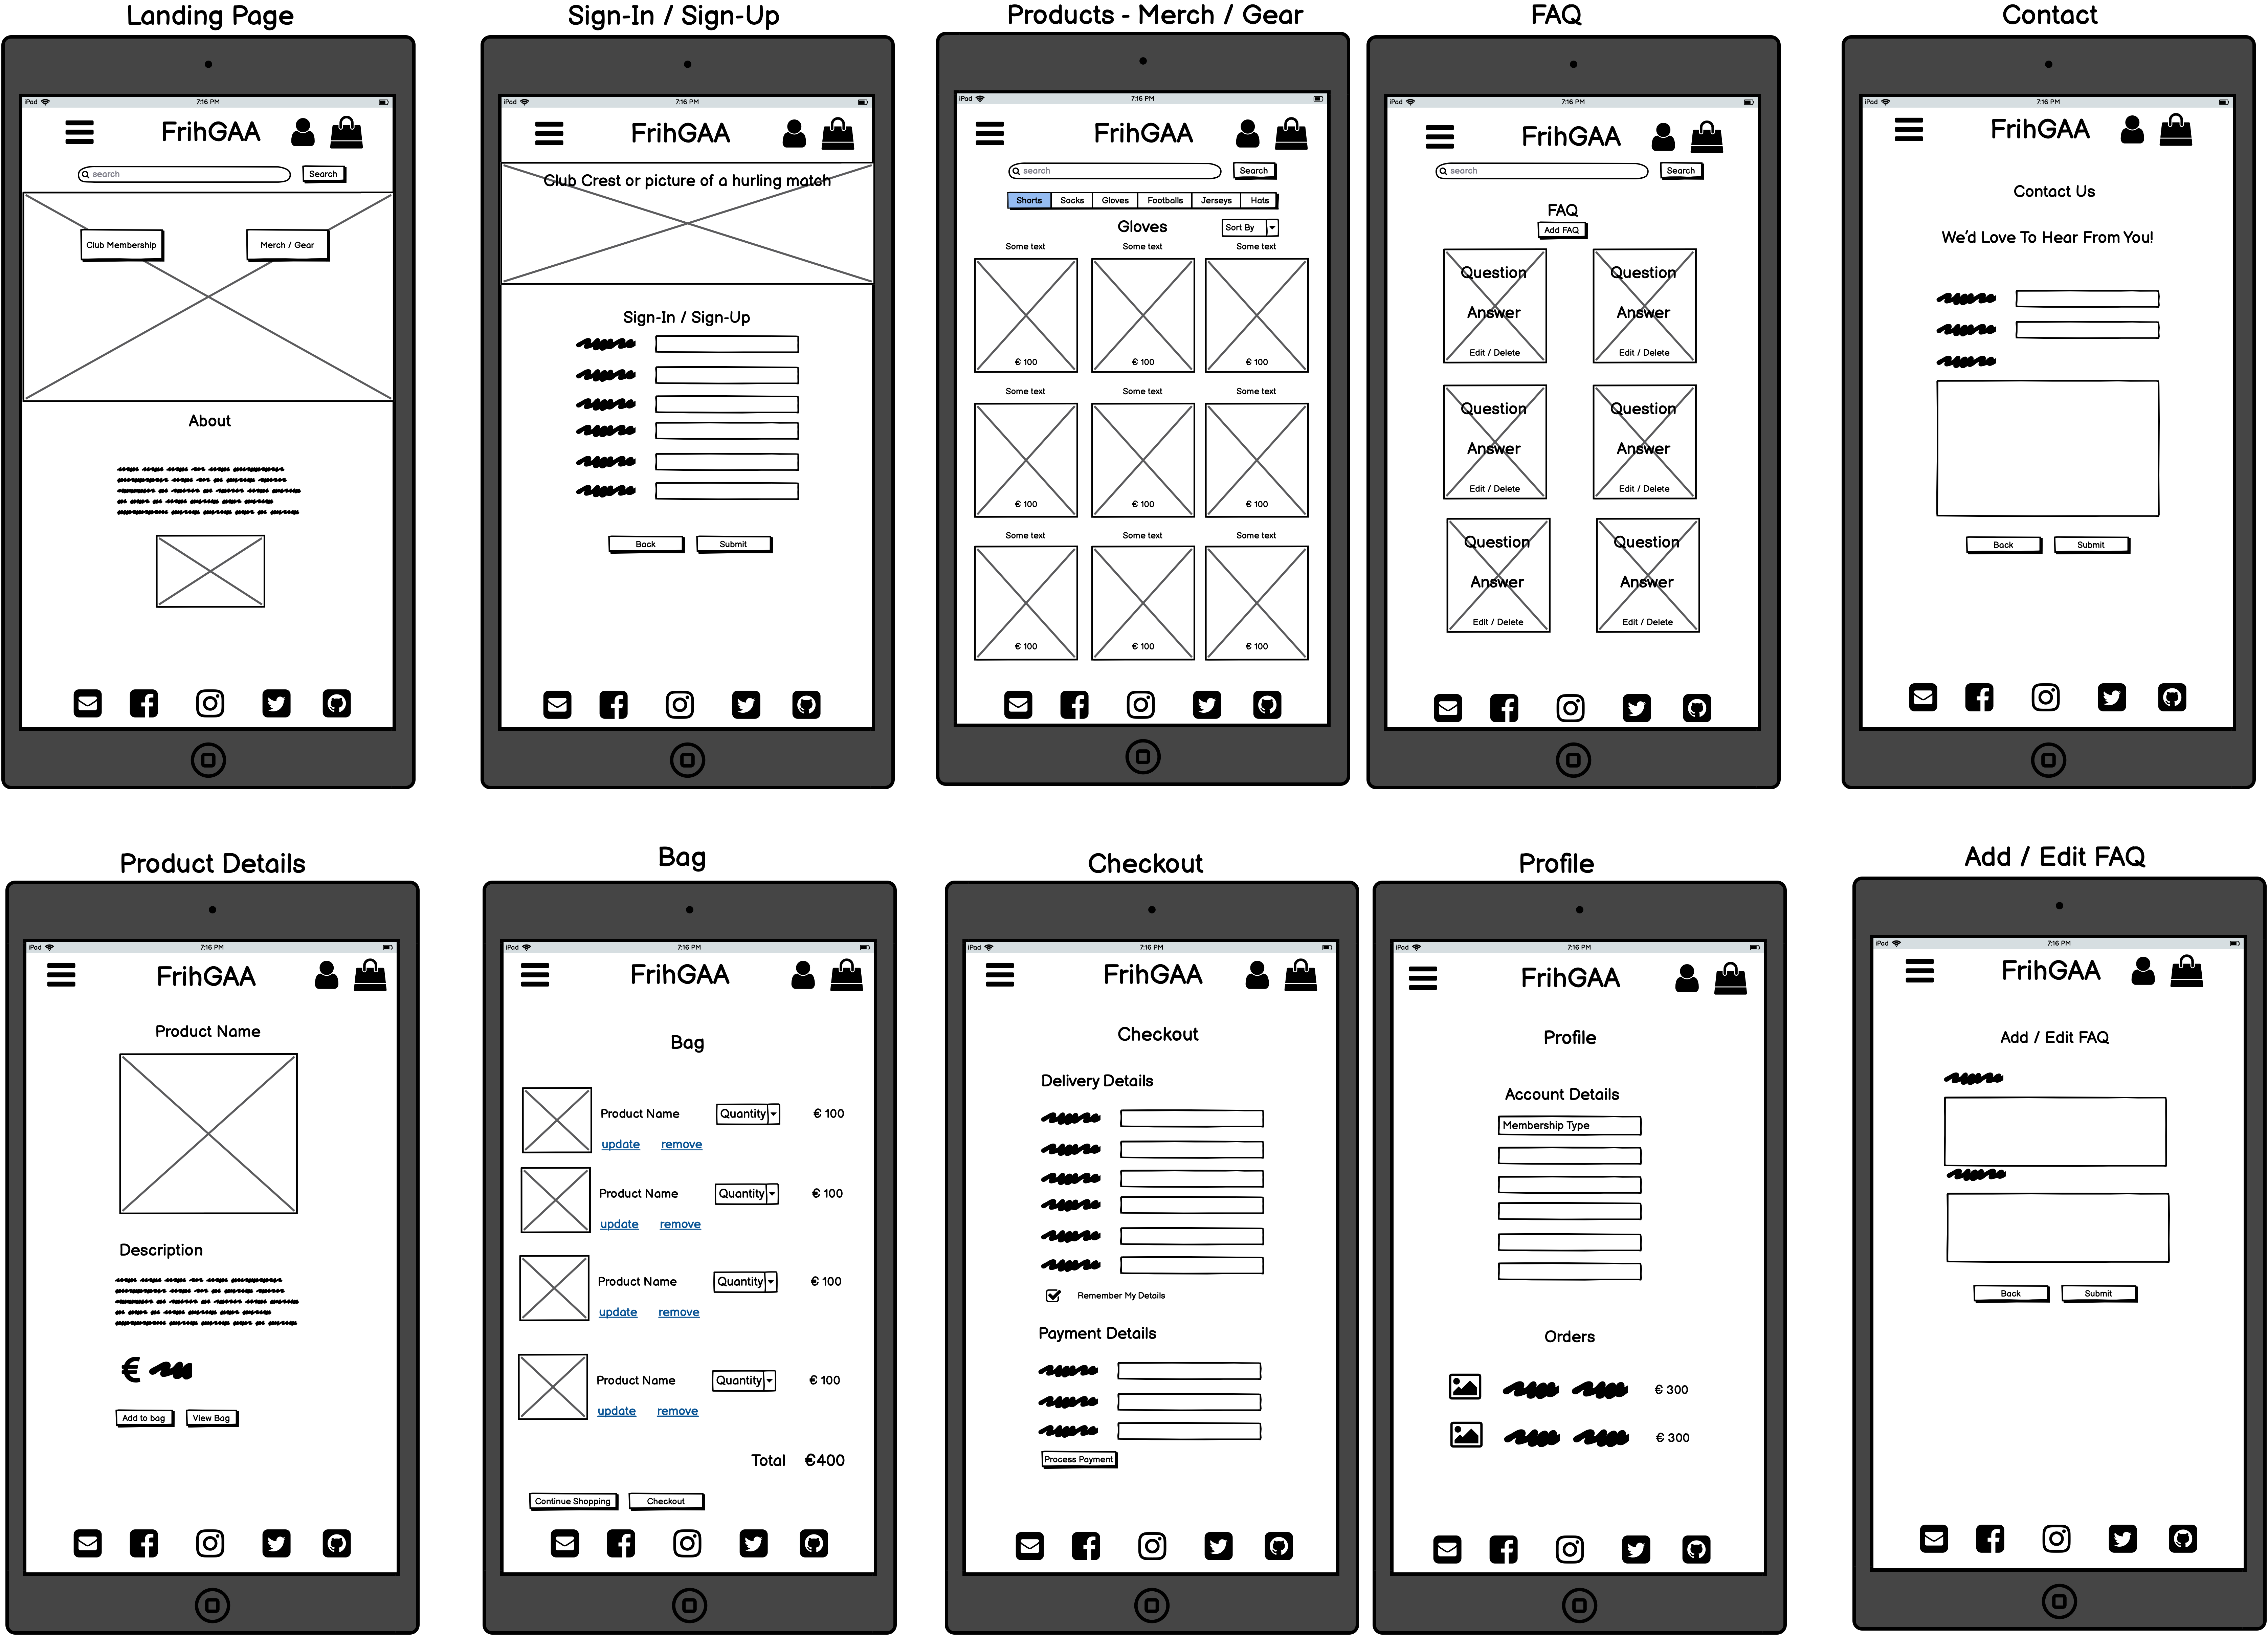 Landing Page
iPad 7:16 PM
FrihGAA
search Search
Club Membership Merch / Gear
About
Sign-In / Sign-Up
iPad 7:16 PM
FrihGAA
Club Crest or picture of a hurling match
Sign-In / Sign-Up
Back Submit
Products - Merch / Gear
iPad 7:16 PM
FrihGAA
search Search
Shorts Socks Gloves Footballs Jerseys Hats
Gloves Sort By
Some text Some text Some text
€ 100 € 100 € 100
Some text Some text Some text
€ 100 € 100 € 100
Some text Some text Some text
€ 100 € 100 € 100
FAQ
iPad 7:16 PM
FrihGAA
search Search
FAQ
Add FAQ
Question Question
Answer Answer
Edit / Delete Edit / Delete
Question Question
Answer Answer
Edit / Delete Edit / Delete
Question Question
Answer Answer
Edit / Delete Edit / Delete
Contact
iPad 7:16 PM
FrihGAA
Contact Us
We'd Love To Hear From You!
Back Submit
Product Details
iPad 7:16 PM
FrihGAA
Product Name
Description
€
Add to bag View Bag
Bag
iPad 7:16 PM
FrihGAA
Bag
Product Name Quantity € 100
update remove
Product Name Quantity € 100
update remove
Product Name Quantity € 100
update remove
Product Name Quantity € 100
update remove
Total €400
Continue Shopping Checkout
Checkout
iPad 7:16 PM
FrihGAA
Checkout
Delivery Details
Remember My Details
Payment Details
Process Payment
Profile
iPad 7:16 PM
FrihGAA
Profile
Account Details
Membership Type
Orders
€ 300
€ 300
Add / Edit FAQ
iPad 7:16 PM
FrihGAA
Add / Edit FAQ
Back Submit